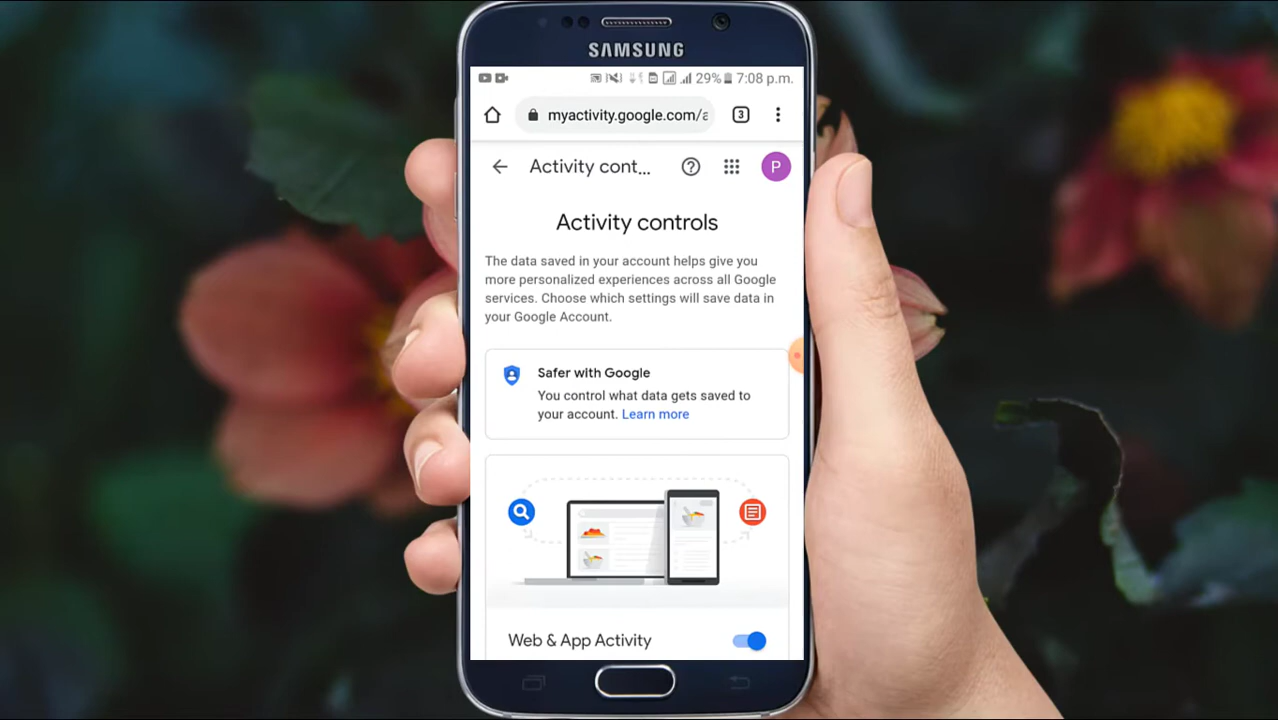 SAMSUNG
29% 7:08 p.m.
myactivity.google.com/a
3
Activity cont...
P
Activity controls
The data saved in your account helps give you
more personalized experiences across all Google
services. Choose which settings will save data in
your Google Account.
Safer with Google
You control what data gets saved to
your account. Learn more
Web & App Activity